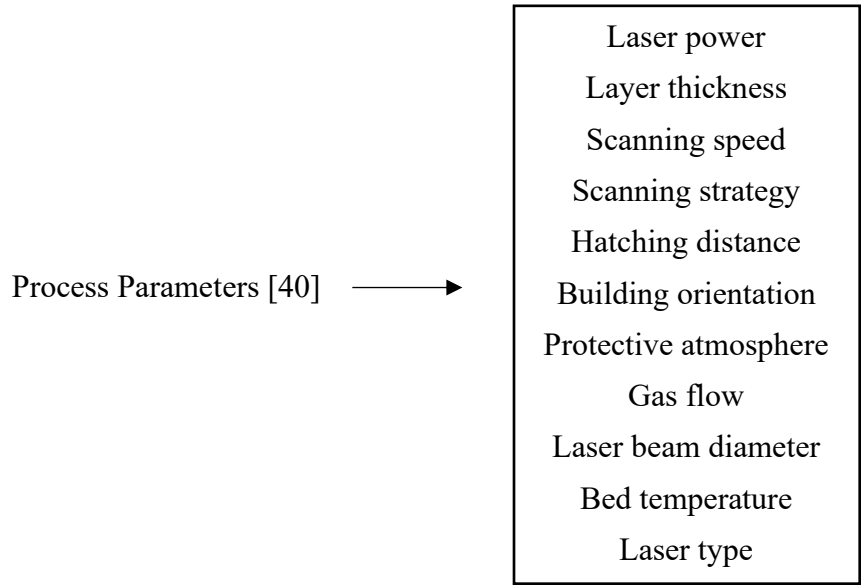 Laser power
Layer thickness
Scanning speed
Scanning strategy
Hatching distance
Process Parameters [40]
Building orientation
Protective atmosphere
Gas flow
Laser beam diameter
Bed temperature
Laser type